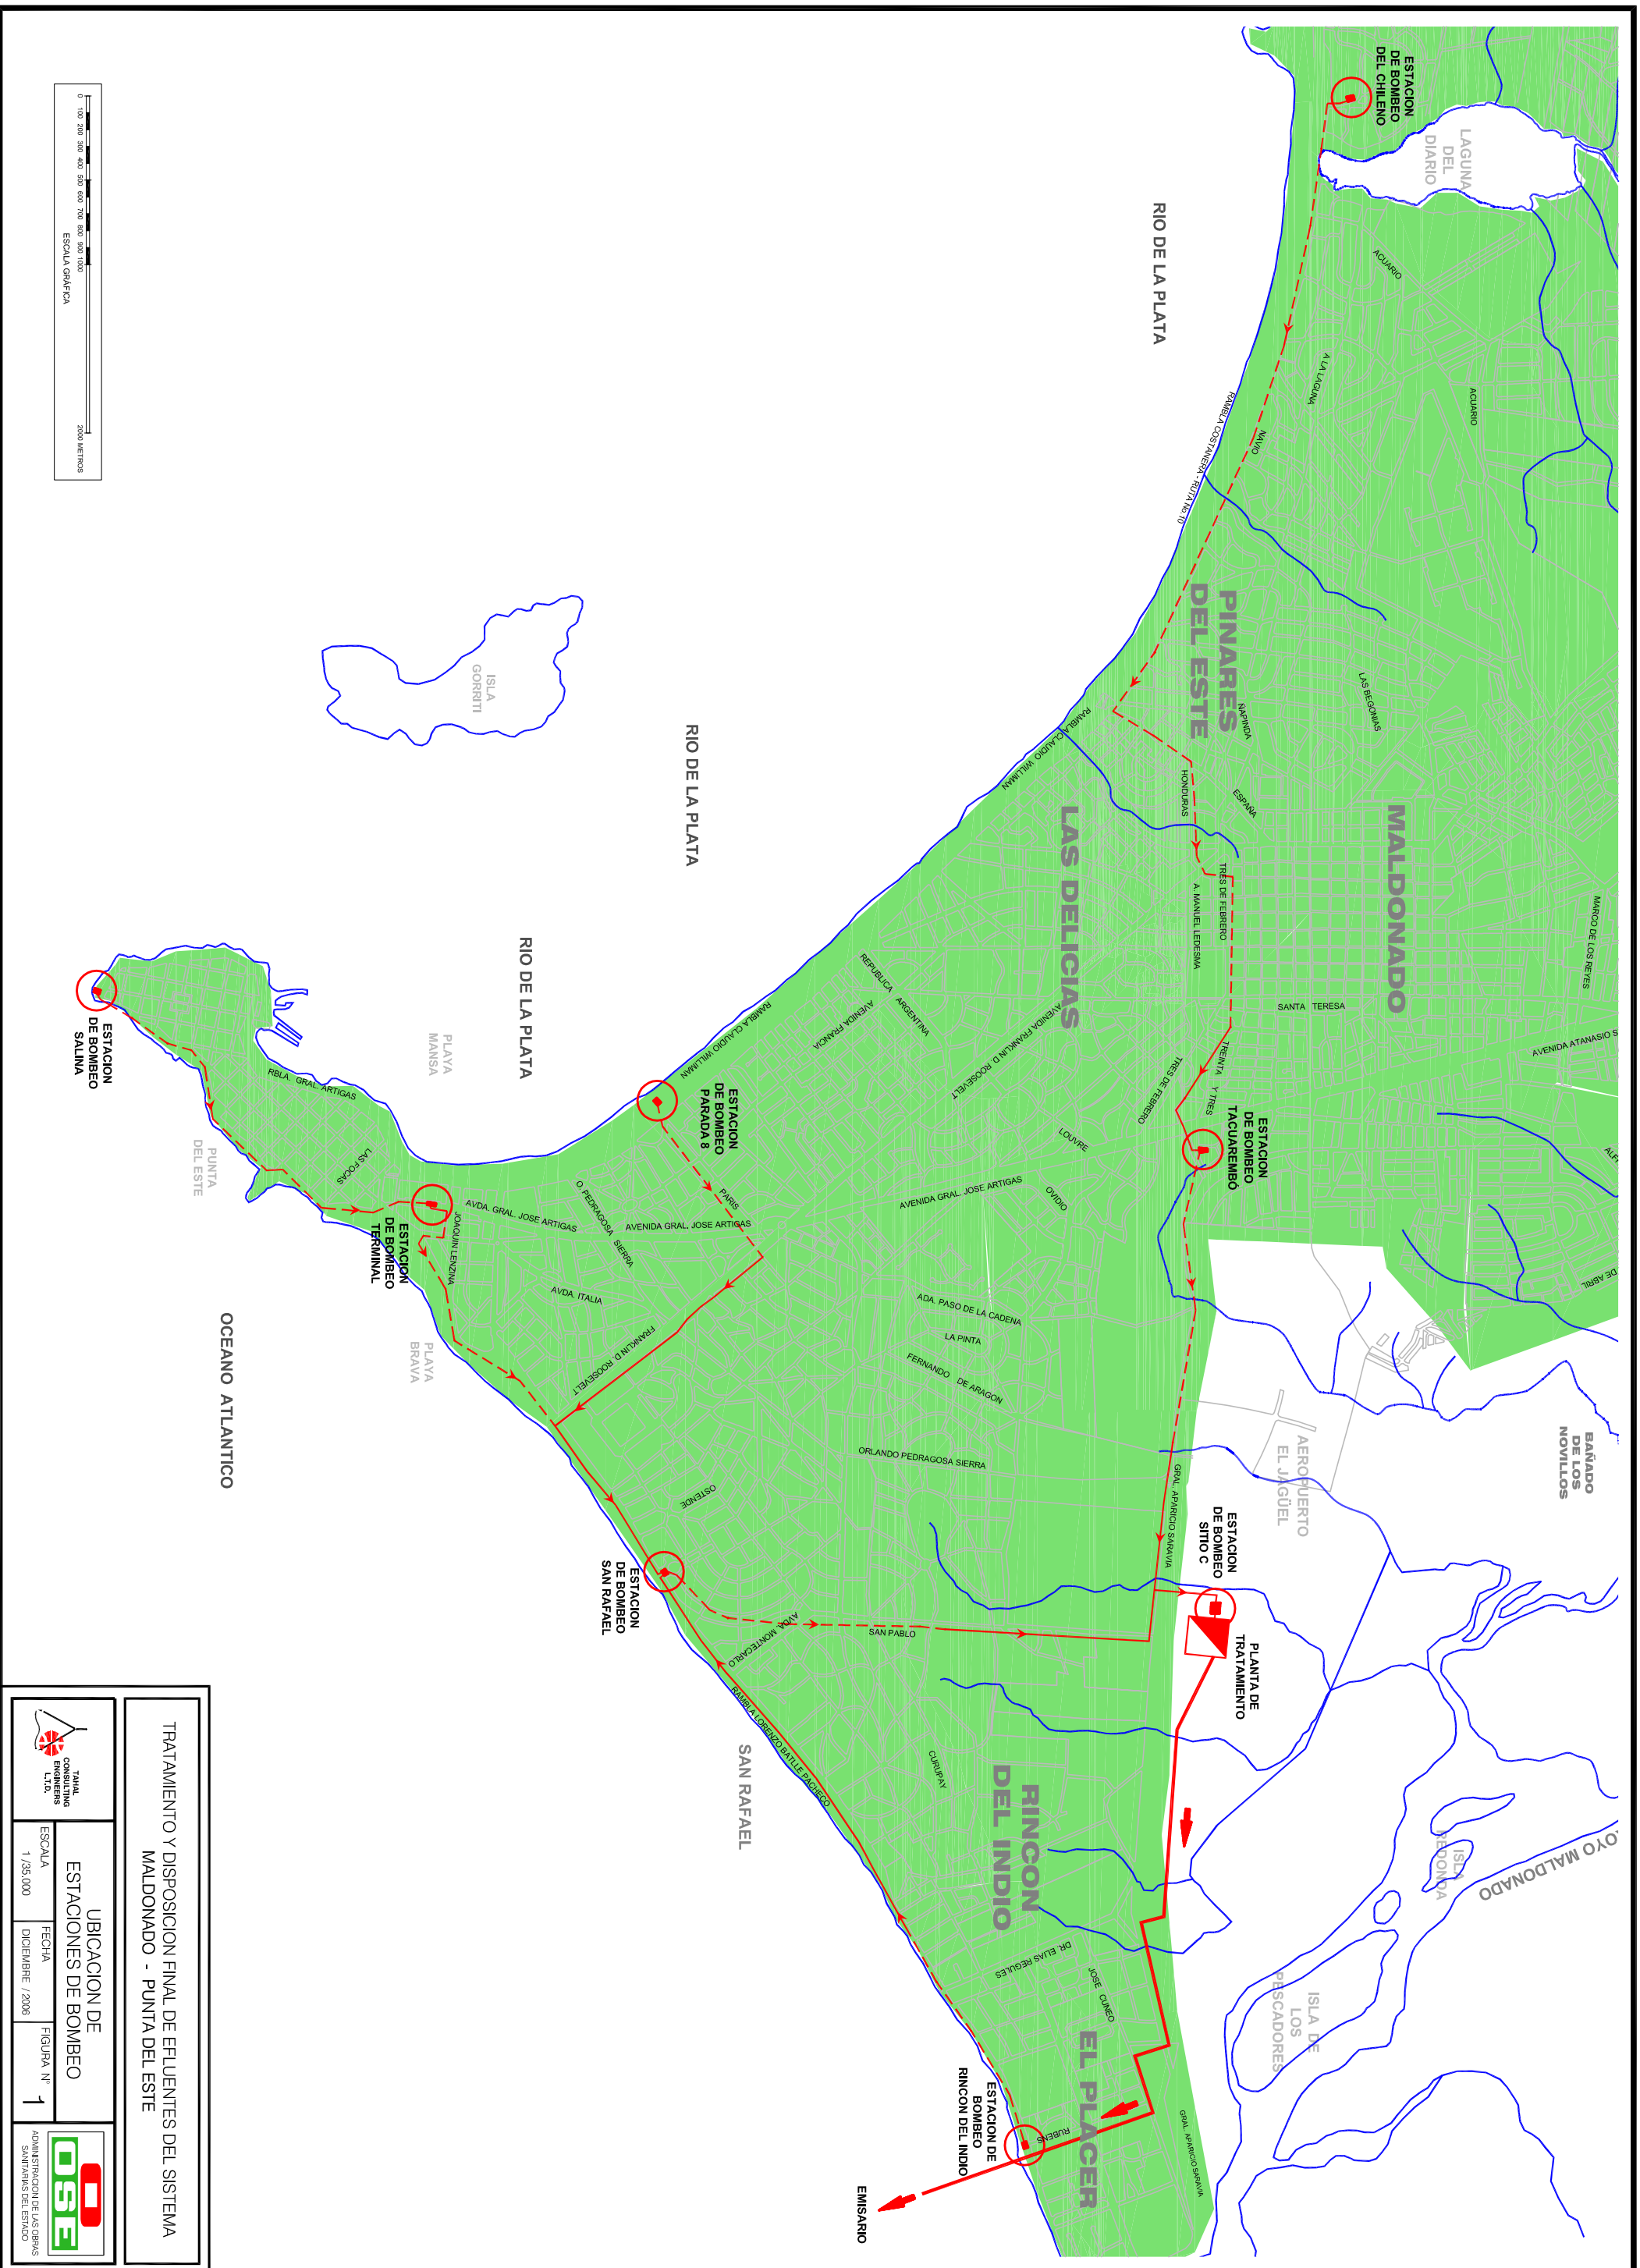 ESTACION
DE BOMBEO
DEL CHILENO
LAGUNA
DEL
DIARIO
RIO DE LA PLATA
ACUARIO
ACUARIO
A LA LAGUNA
NAVIO
RAMBLA COSTANERA - RUTA No.10
PINARES
DEL ESTE
ÑAPINDA
LAS BEGONIAS
ESPAÑA
HONDURAS
MALDONADO
MARCO DE LOS REYES
LAS DELICIAS
RAMBLA CLAUDIO WILLIMAN
TRES DE FEBRERO
A. MANUEL LEDESMA
SANTA TERESA
AVENIDA ATANASIO S
TREINTA Y TRES
TRES DE FEBRERO
ESTACION
DE BOMBEO
TACUAREMBÓ
REPUBLICA ARGENTINA
AVENIDA FRANCIA
AVENIDA FRANKLIN D. ROOSEVELT
LOUVRE
OVIDIO
AVENIDA GRAL. JOSE ARTIGAS
ISLA
GORRITI
RIO DE LA PLATA
RIO DE LA PLATA
RAMBLA CLAUDIO WILLIMAN
ESTACION
DE BOMBEO
PARADA 8
PARIS
AVENIDA GRAL. JOSE ARTIGAS
O. PEDRAGOSA SIERRA
AVDA. GRAL. JOSE ARTIGAS
AVDA. ITALIA
FRANKLIN D. ROOSEVELT
PLAYA
MANSA
RBLA. GRAL. ARTIGAS
LAS FOCAS
ESTACION
DE BOMBEO
SALINA
PUNTA
DEL ESTE
ESTACION
DE BOMBEO
TERMINAL
JOAQUIN LENZINA
PLAYA
BRAVA
OCEANO ATLANTICO
ADA. PASO DE LA CADENA
LA PINTA
FERNANDO DE ARAGON
ORLANDO PEDRAGOSA SIERRA
OSTENDE
DE ABRIL
BAÑADO
DE LOS
NOVILLOS
AEROPUERTO
EL JAGÜEL
GRAL. APARICIO SARAVIA
ESTACION
DE BOMBEO
SITIO C
PLANTA DE
TRATAMIENTO
ESTACION
DE BOMBEO
SAN RAFAEL
AVDA. MONTECARLO
SAN PABLO
RAMBLA LORENZO BATLLE PACHECO
SAN RAFAEL
CURUPAY
RINCON
DEL INDIO
ISLA
REDONDA
OYO MALDONADO
ISLA DE
LOS
PESCADORES
DR. ELIAS REGULES
JOSE CUNEO
EL PLACER
GRAL. APARICIO SARAVIA
RUBENS
ESTACION DE
BOMBEO
RINCON DEL INDIO
EMISARIO
0 100 200 300 400 500 600 700 800 900 1000 2000 METROS
ESCALA GRÁFICA
TRATAMIENTO Y DISPOSICION FINAL DE EFLUENTES DEL SISTEMA
MALDONADO - PUNTA DEL ESTE
TAHAL
CONSULTING
ENGINEERS
L.T.D.
UBICACION DE
ESTACIONES DE BOMBEO
ESCALA
1 /35.000
FECHA
DICIEMBRE / 2006
FIGURA N°
1
OSE
ADMINISTRACION DE LAS OBRAS
SANITARIAS DEL ESTADO